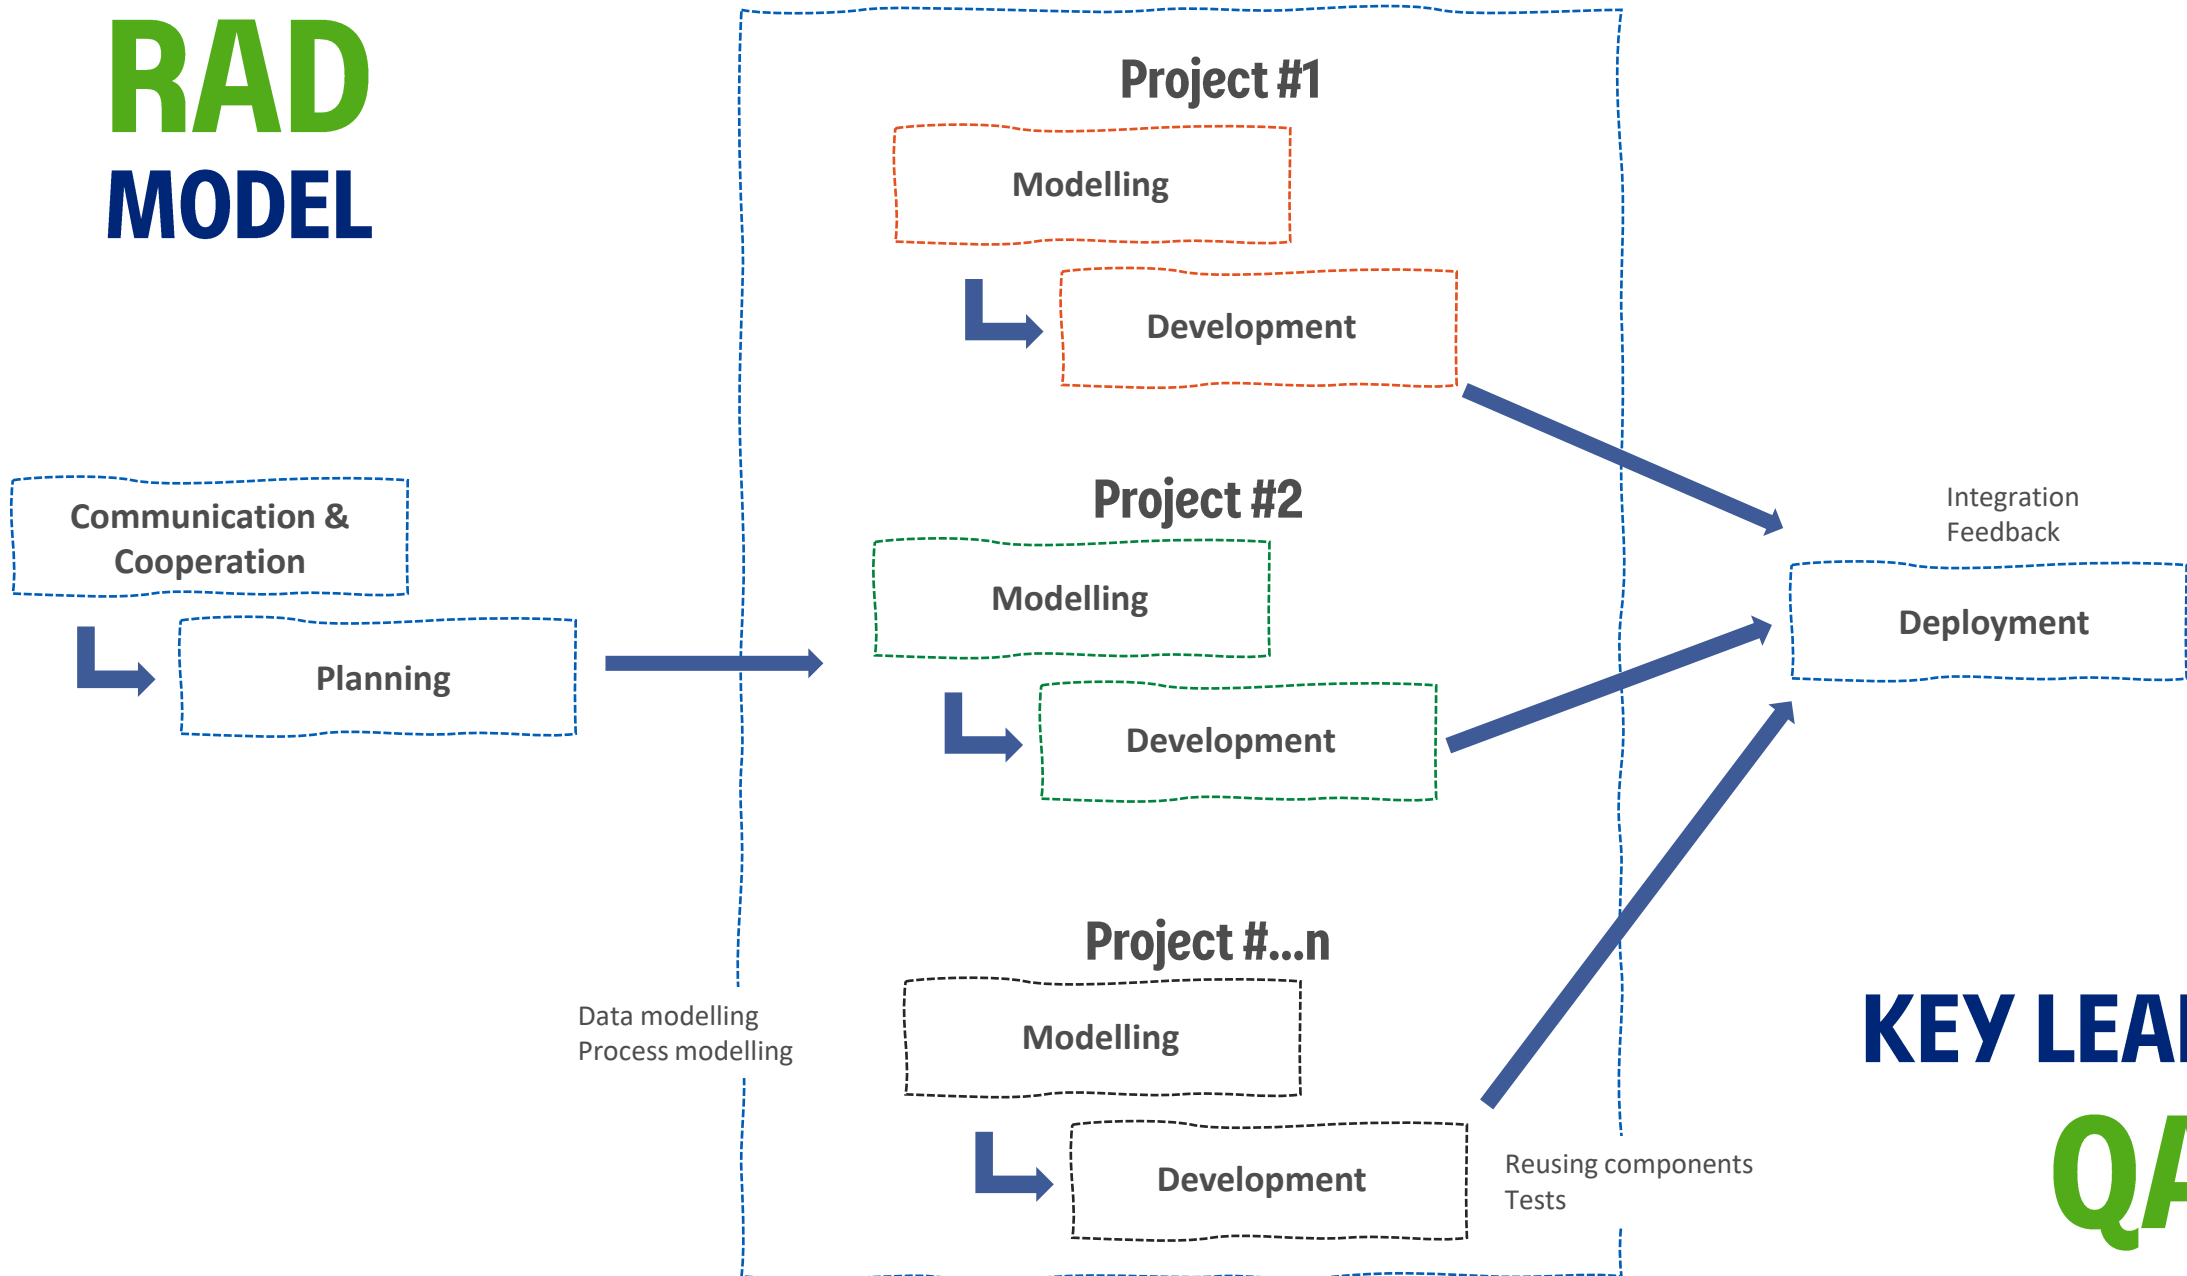 RAD
MODEL
Project #1
Modelling
Development
Communication &
Cooperation
Planning
Project #2
Modelling
Development
Integration
Feedback
Deployment
Project #...n
Data modelling
Process modelling
Modelling
Development
Reusing components
Tests
KEY